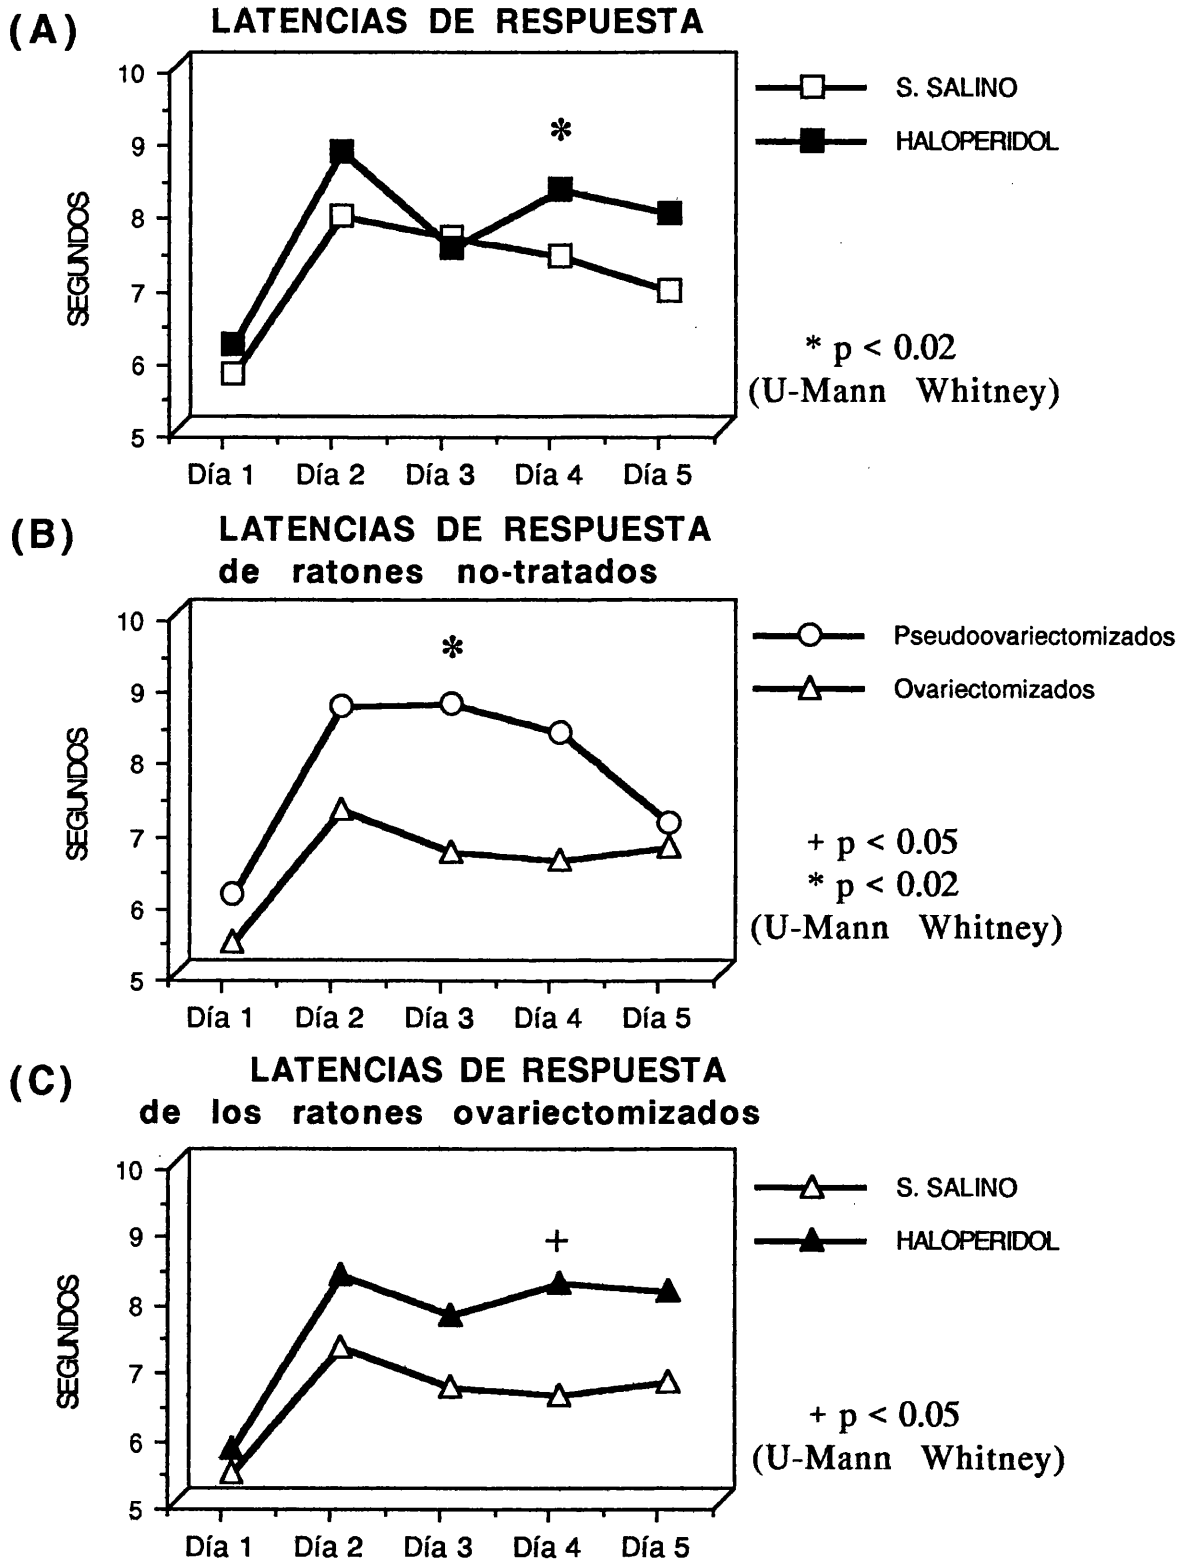 (A)
LATENCIAS DE RESPUESTA
10
9
8
7
6
5
SEGUNDOS
*
Día 1 Día 2 Día 3 Día 4 Día 5
S. SALINO
HALOPERIDOL
* p < 0.02
(U-Mann Whitney)
(B)
LATENCIAS DE RESPUESTA
de ratones no-tratados
10
9
8
7
6
5
SEGUNDOS
*
Día 1 Día 2 Día 3 Día 4 Día 5
Pseudoovariectomizados
Ovariectomizados
+ p < 0.05
* p < 0.02
(U-Mann Whitney)
(C)
LATENCIAS DE RESPUESTA
de los ratones ovariectomizados
10
9
8
7
6
5
SEGUNDOS
+
Día 1 Día 2 Día 3 Día 4 Día 5
S. SALINO
HALOPERIDOL
+ p < 0.05
(U-Mann Whitney)